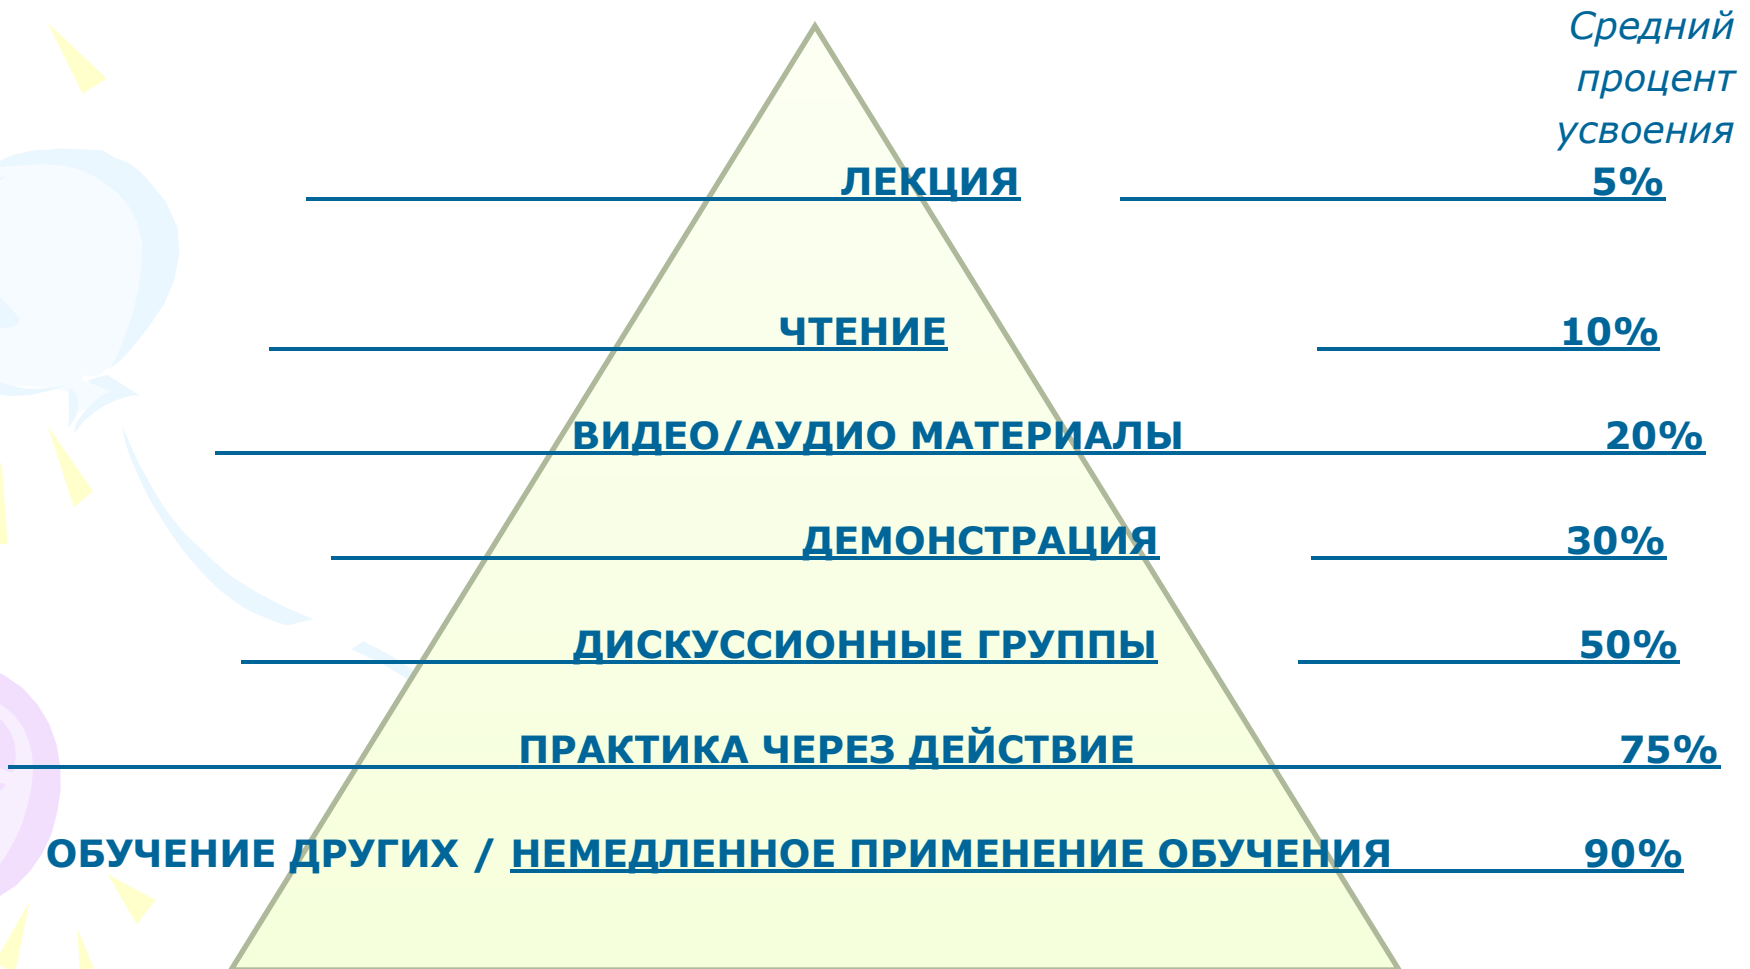 Средний
процент
усвоения
ЛЕКЦИЯ 5%
ЧТЕНИЕ 10%
ВИДЕО/АУДИО МАТЕРИАЛЫ 20%
ДЕМОНСТРАЦИЯ 30%
ДИСКУССИОННЫЕ ГРУППЫ 50%
ПРАКТИКА ЧЕРЕЗ ДЕЙСТВИЕ 75%
ОБУЧЕНИЕ ДРУГИХ / НЕМЕДЛЕННОЕ ПРИМЕНЕНИЕ ОБУЧЕНИЯ 90%